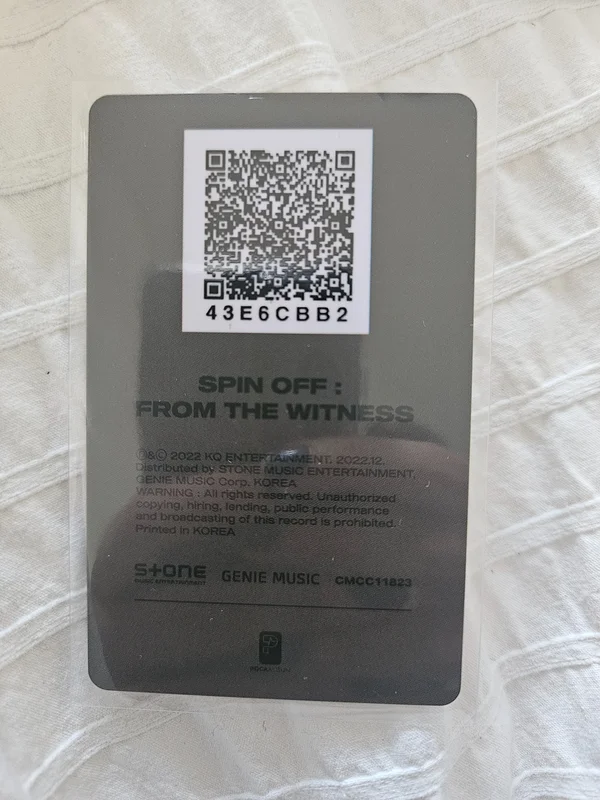 43E6CBB2
SPIN OFF :
FROM THE WITNESS
Ⓟ&Ⓒ 2022 KQ ENTERTAINMENT. 2022.12.
Distributed by STONE MUSIC ENTERTAINMENT,
GENIE MUSIC Corp. KOREA
WARNING : All rights reserved. Unauthorized
copying, hiring, lending, public performance
and broadcasting of this record is prohibited.
Printed in KOREA
STONE MUSIC ENTERTAINMENT
GENIE MUSIC
CMCC11823